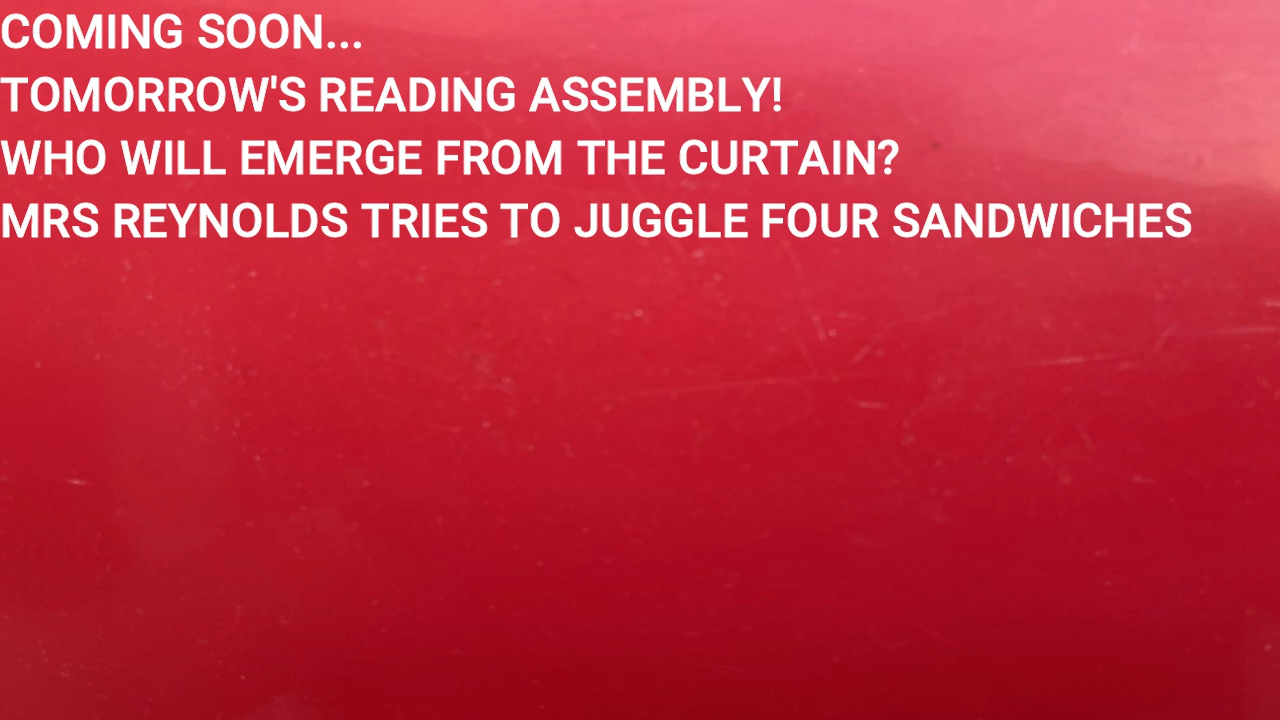 COMING SOON...
TOMORROW'S READING ASSEMBLY!
WHO WILL EMERGE FROM THE CURTAIN?
MRS REYNOLDS TRIES TO JUGGLE FOUR SANDWICHES